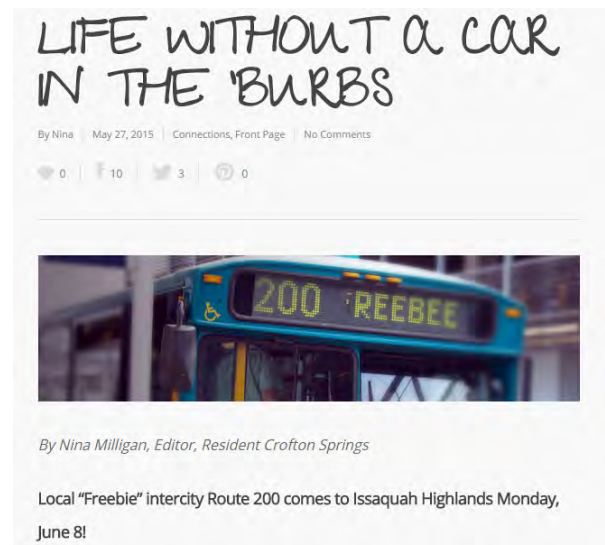 LIFE WITHOUT A CAR
IN THE 'BURBS
By Nina | May 27, 2015 | Connections, Front Page | No Comments
0 | 10 | 3 | 0
200 FREEBEE
By Nina Milligan, Editor, Resident Crofton Springs
Local “Freebie” intercity Route 200 comes to Issaquah Highlands Monday,
June 8!